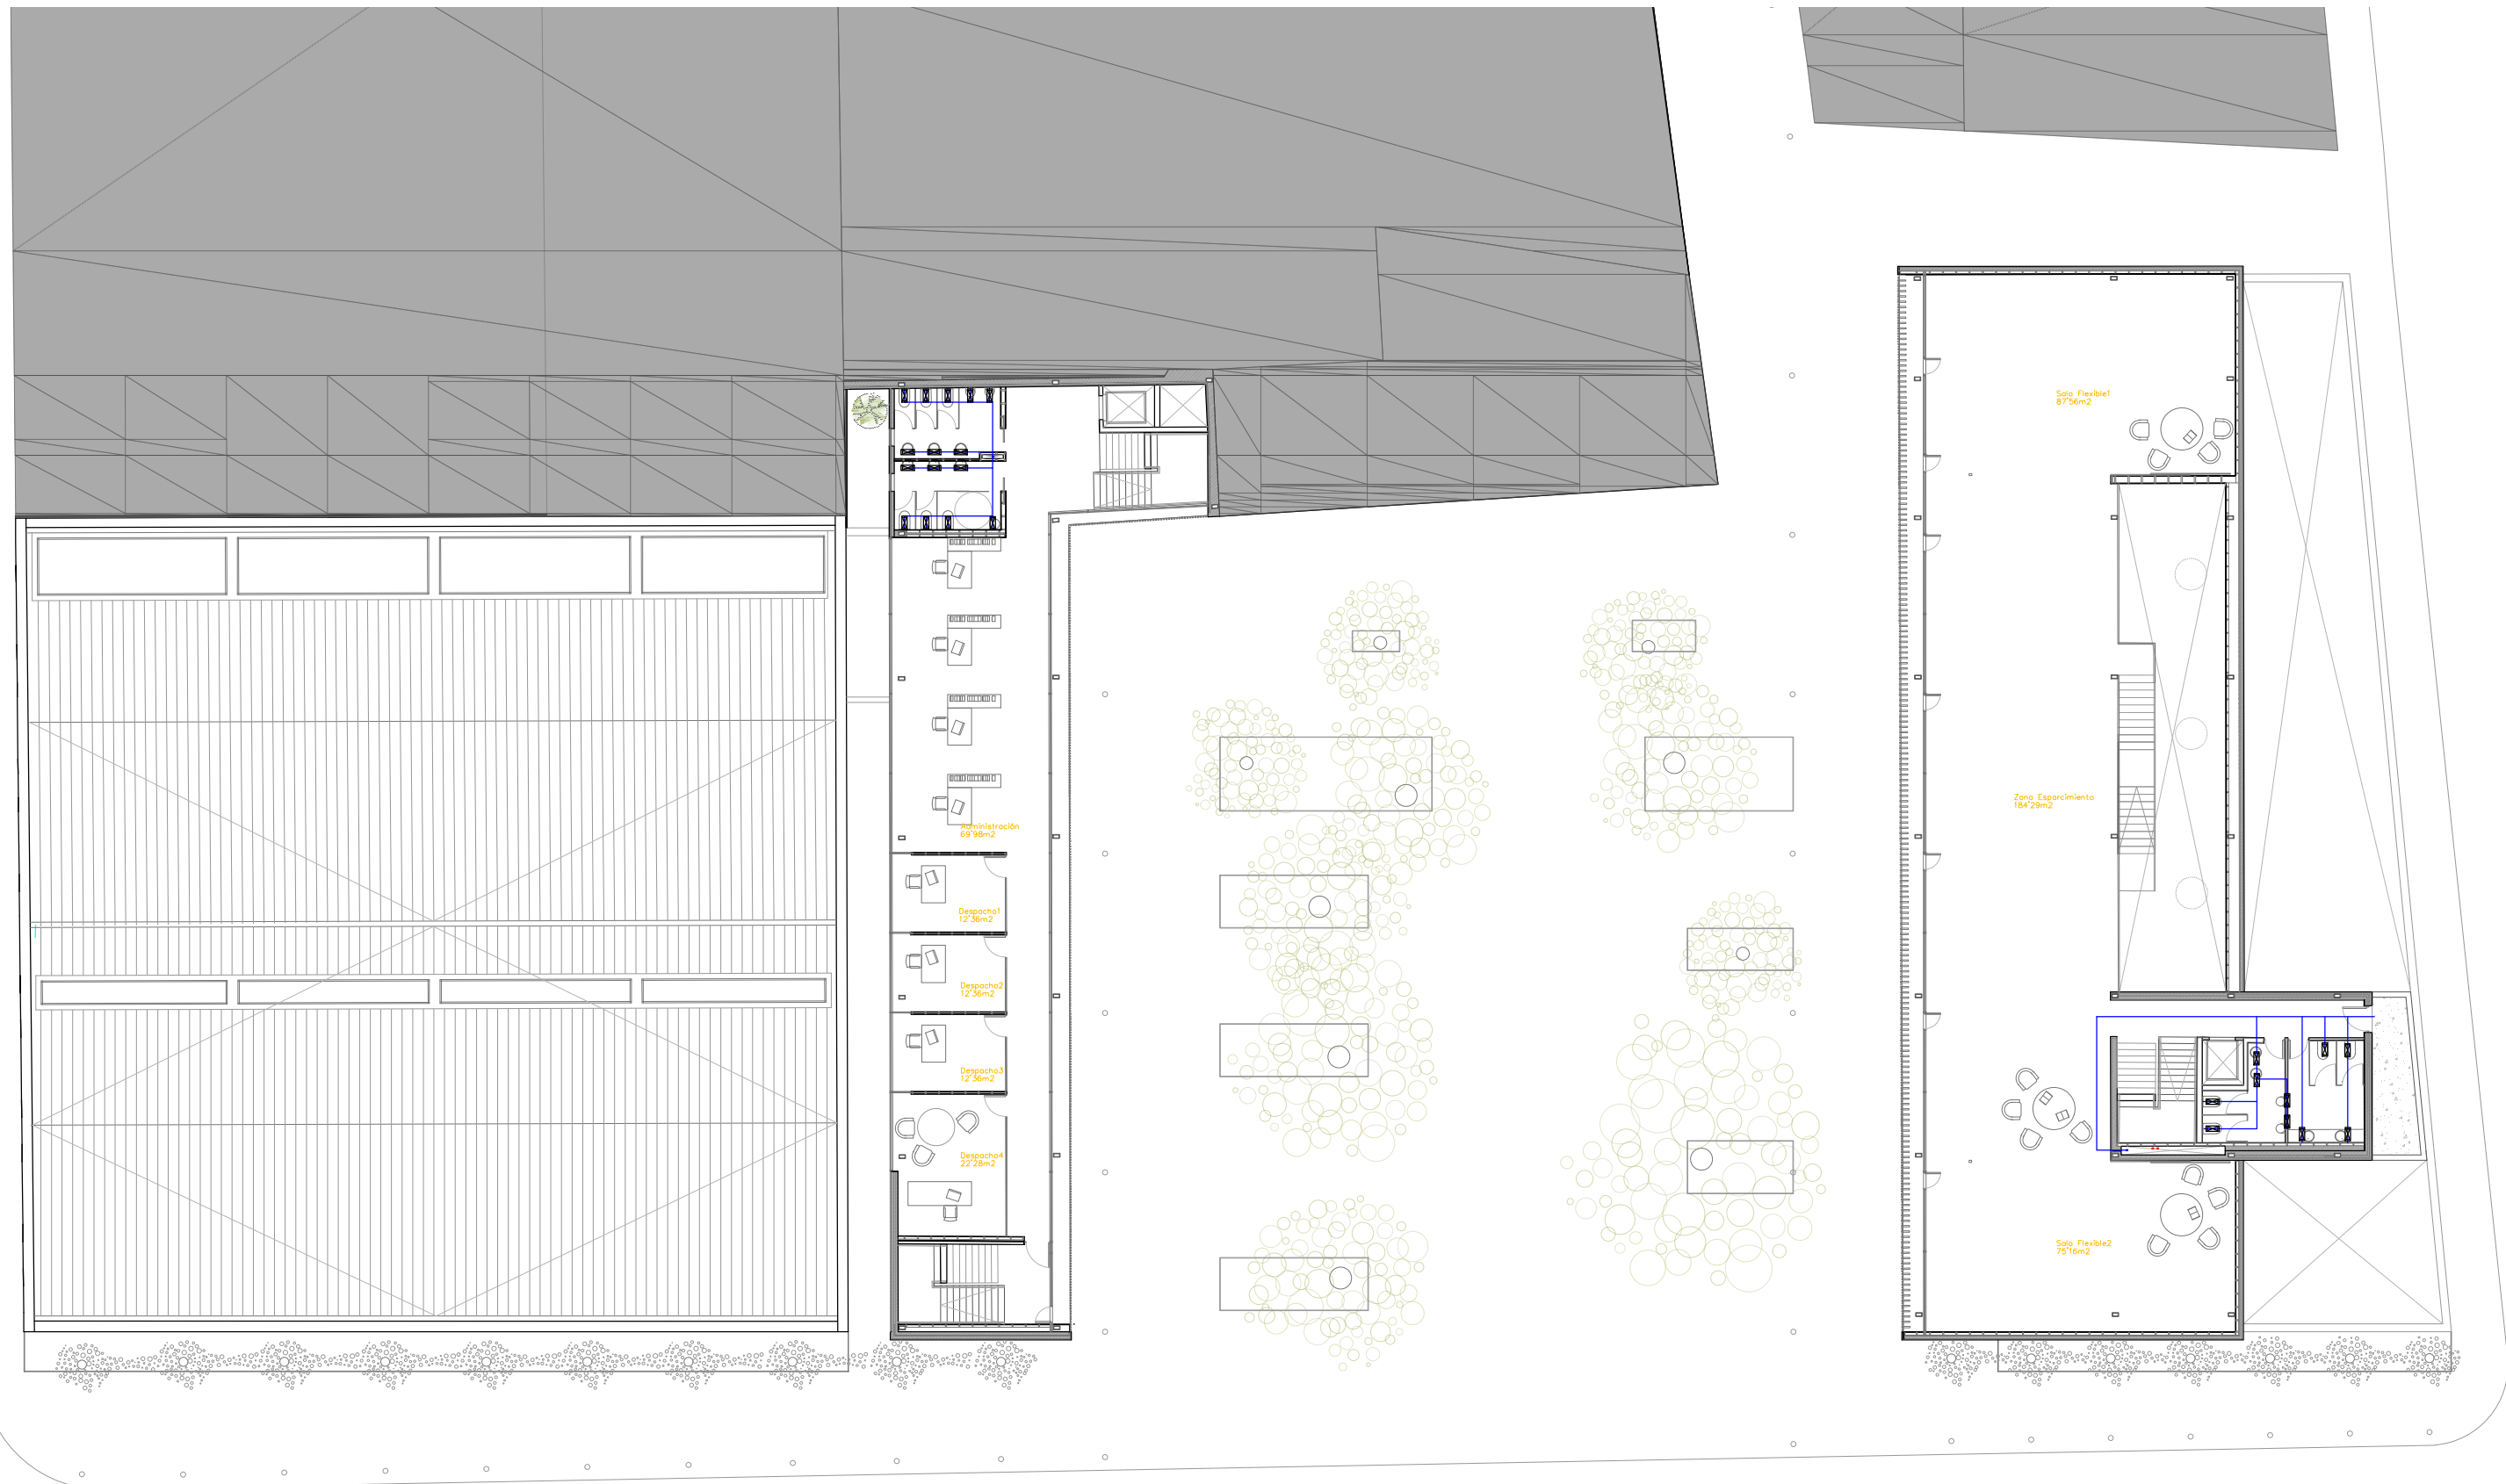 Sala Flexible1
87'56m2
Zona Esparcimiento
184'29m2
Administración
69'98m2
Despacho1
12'36m2
Despacho2
12'36m2
Despacho3
12'36m2
Despacho4
22'28m2
Sala Flexible2
75'16m2